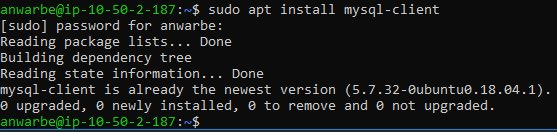 anwarbe@ip-10-50-2-187:~$ sudo apt install mysql-client
[sudo] password for anwarbe:
Reading package lists... Done
Building dependency tree
Reading state information... Done
mysql-client is already the newest version (5.7.32-0ubuntu0.18.04.1).
0 upgraded, 0 newly installed, 0 to remove and 0 not upgraded.
anwarbe@ip-10-50-2-187:~$